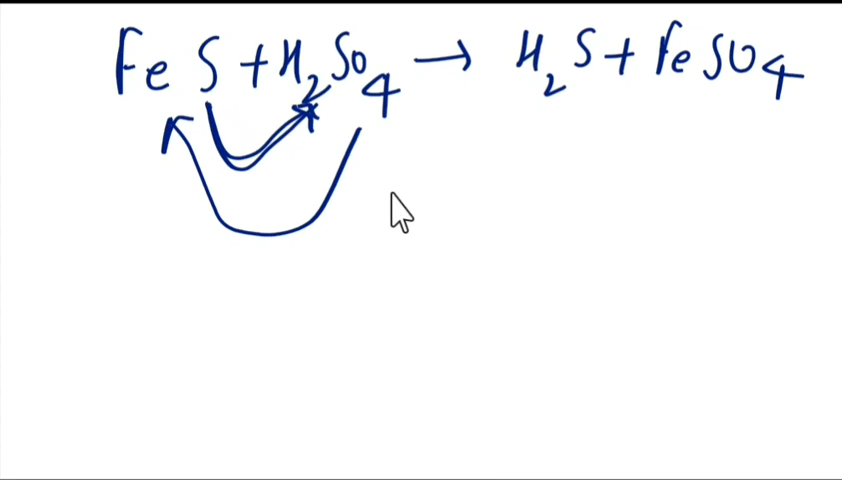 FeS + H₂SO₄ → H₂S + FeSO₄